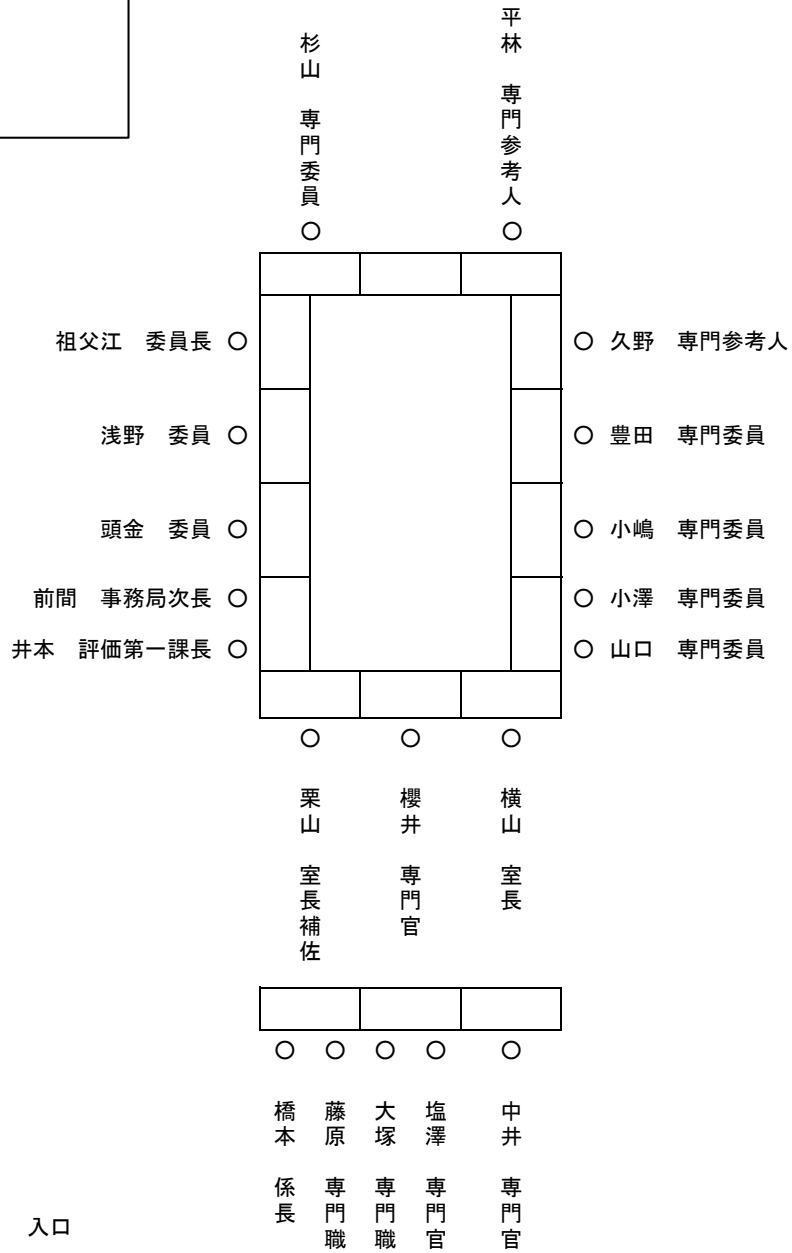 杉山　専門委員
平林　専門参考人
○ ○
祖父江　委員長 ○
○ 久野　専門参考人
浅野　委員 ○
○ 豊田　専門委員
頭金　委員 ○
○ 小嶋　専門委員
前間　事務局次長 ○
○ 小澤　専門委員
井本　評価第一課長 ○
○ 山口　専門委員
○ ○ ○
栗山　室長補佐
櫻井　専門官
横山　室長
○ ○ ○ ○ ○
橋本　係長
藤原　専門職
大塚　専門職
塩澤　専門官
中井　専門官
入口